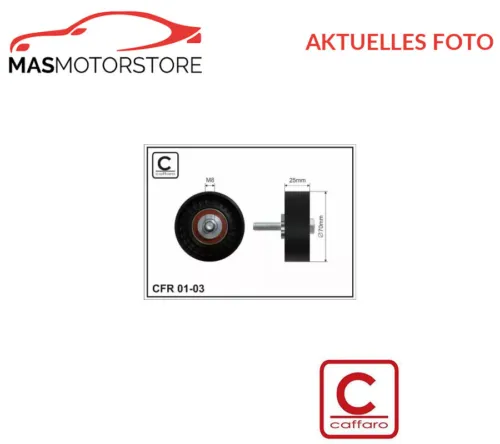 MASMOTORSTORE
AKTUELLES FOTO
C
caffaro
M8
25mm
Ø70mm
CFR 01-03
C
caffaro